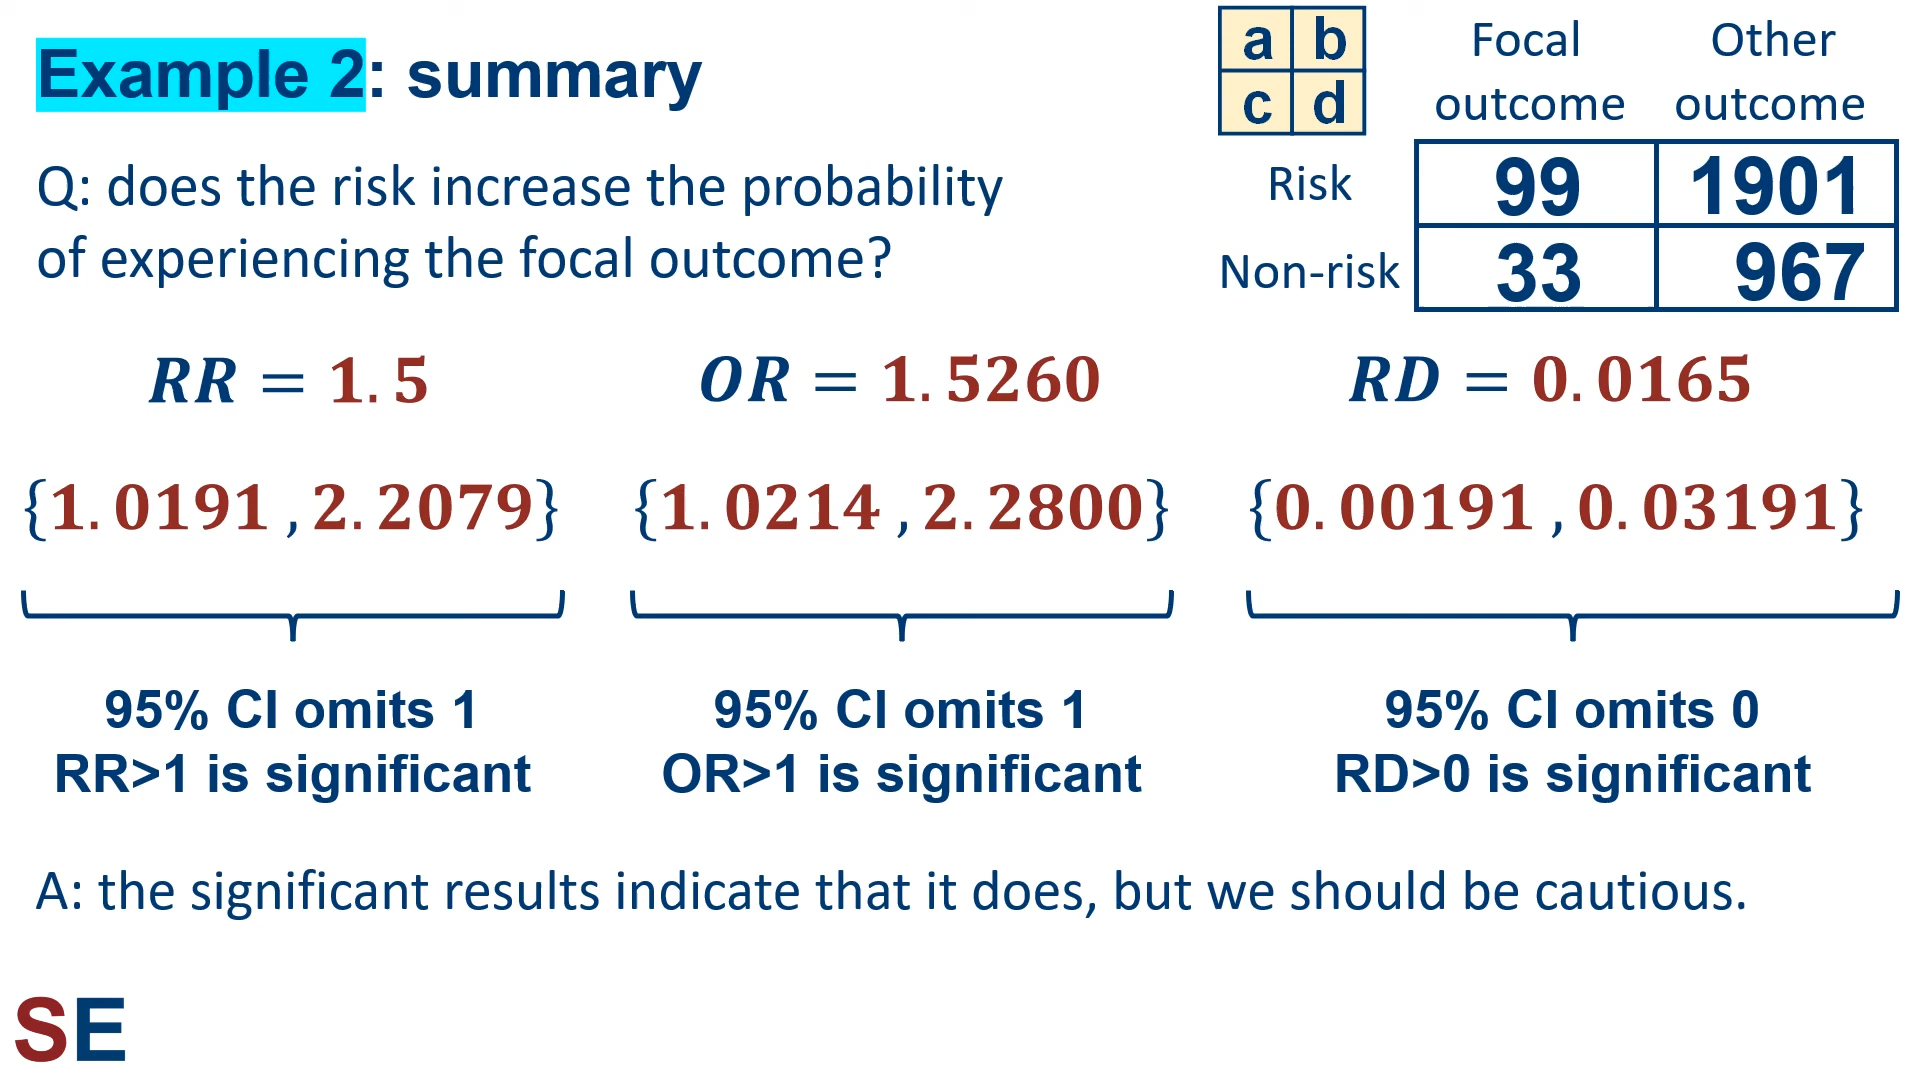 Example 2: summary
a b
c d
Focal outcome
Other outcome
Risk 99 1901
Non-risk 33 967
Q: does the risk increase the probability
of experiencing the focal outcome?
RR = 1.5
OR = 1.5260
RD = 0.0165
{1.0191 , 2.2079}
{1.0214 , 2.2800}
{0.00191 , 0.03191}
95% CI omits 1
RR>1 is significant
95% CI omits 1
OR>1 is significant
95% CI omits 0
RD>0 is significant
A: the significant results indicate that it does, but we should be cautious.
SE